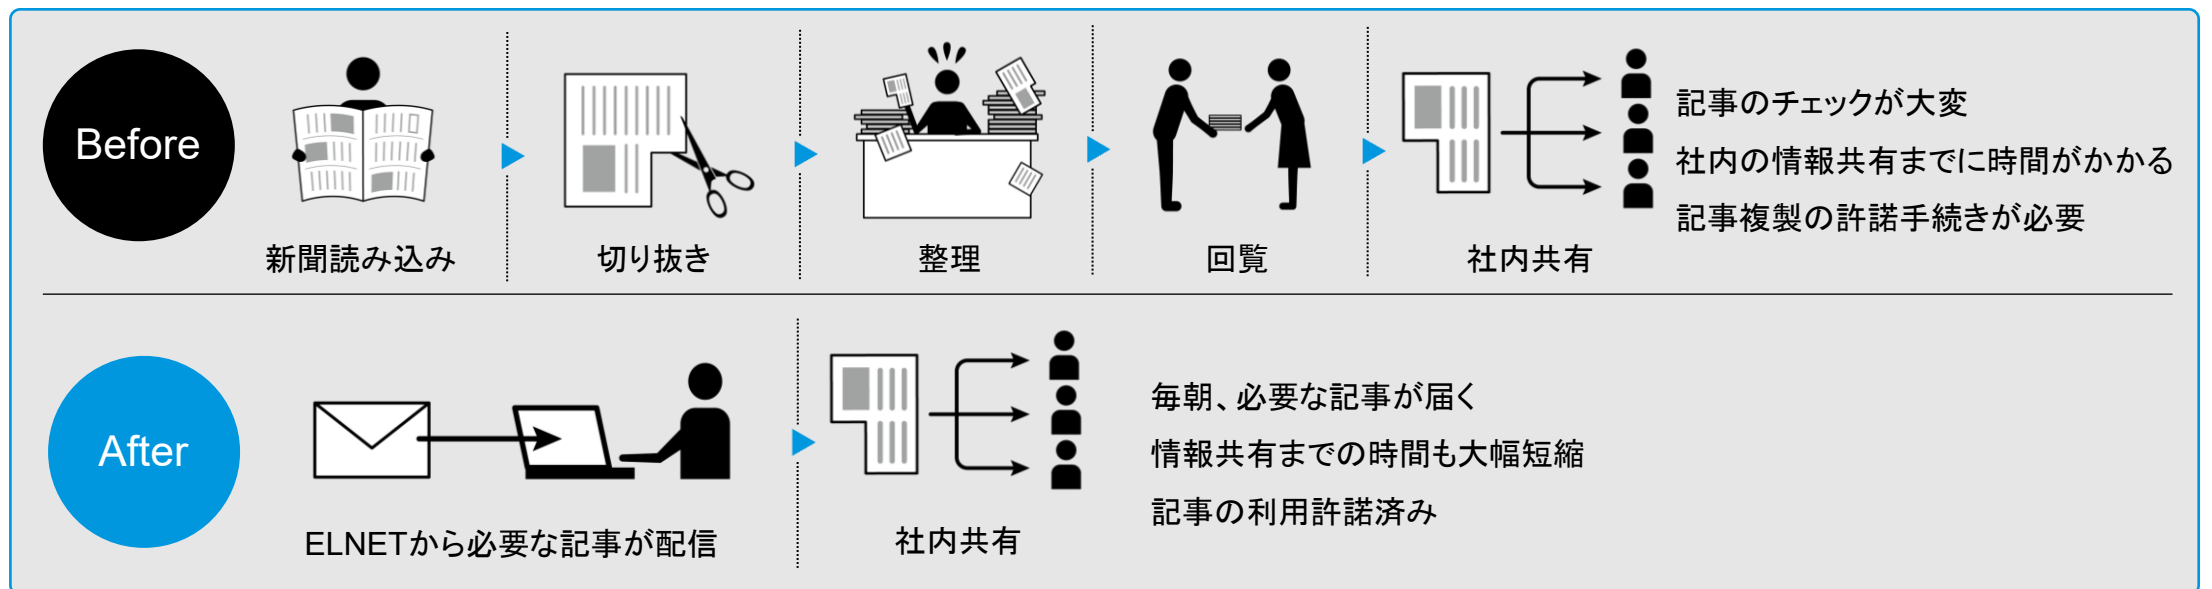 Before
新聞読み込み
切り抜き
整理
回覧
社内共有
記事のチェックが大変
社内の情報共有までに時間がかかる
記事複製の許諾手続きが必要
After
ELNETから必要な記事が配信
社内共有
毎朝、必要な記事が届く
情報共有までの時間も大幅短縮
記事の利用許諾済み